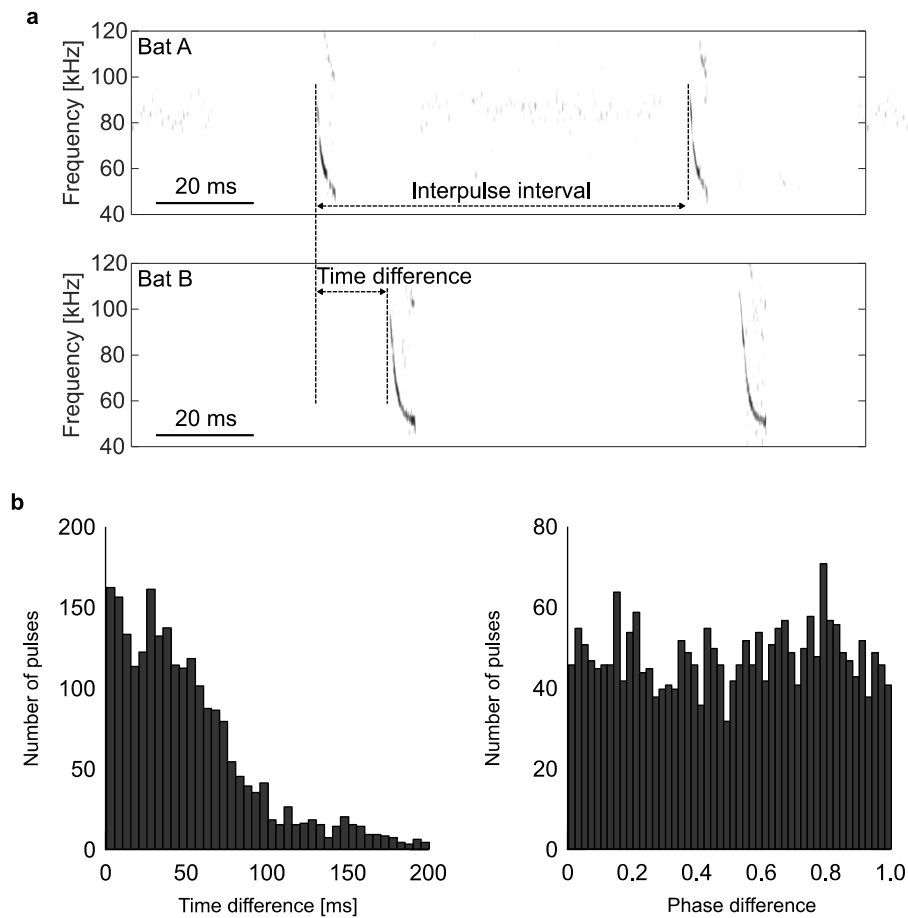 a
Bat A
Frequency [kHz]
120
100
80
60
40
20 ms
Interpulse interval
Bat B
Frequency [kHz]
120
100
80
60
40
Time difference
20 ms
b
Number of pulses
200
150
100
50
0
0 50 100 150 200
Time difference [ms]
Number of pulses
80
60
40
20
0
0 0.2 0.4 0.6 0.8 1.0
Phase difference